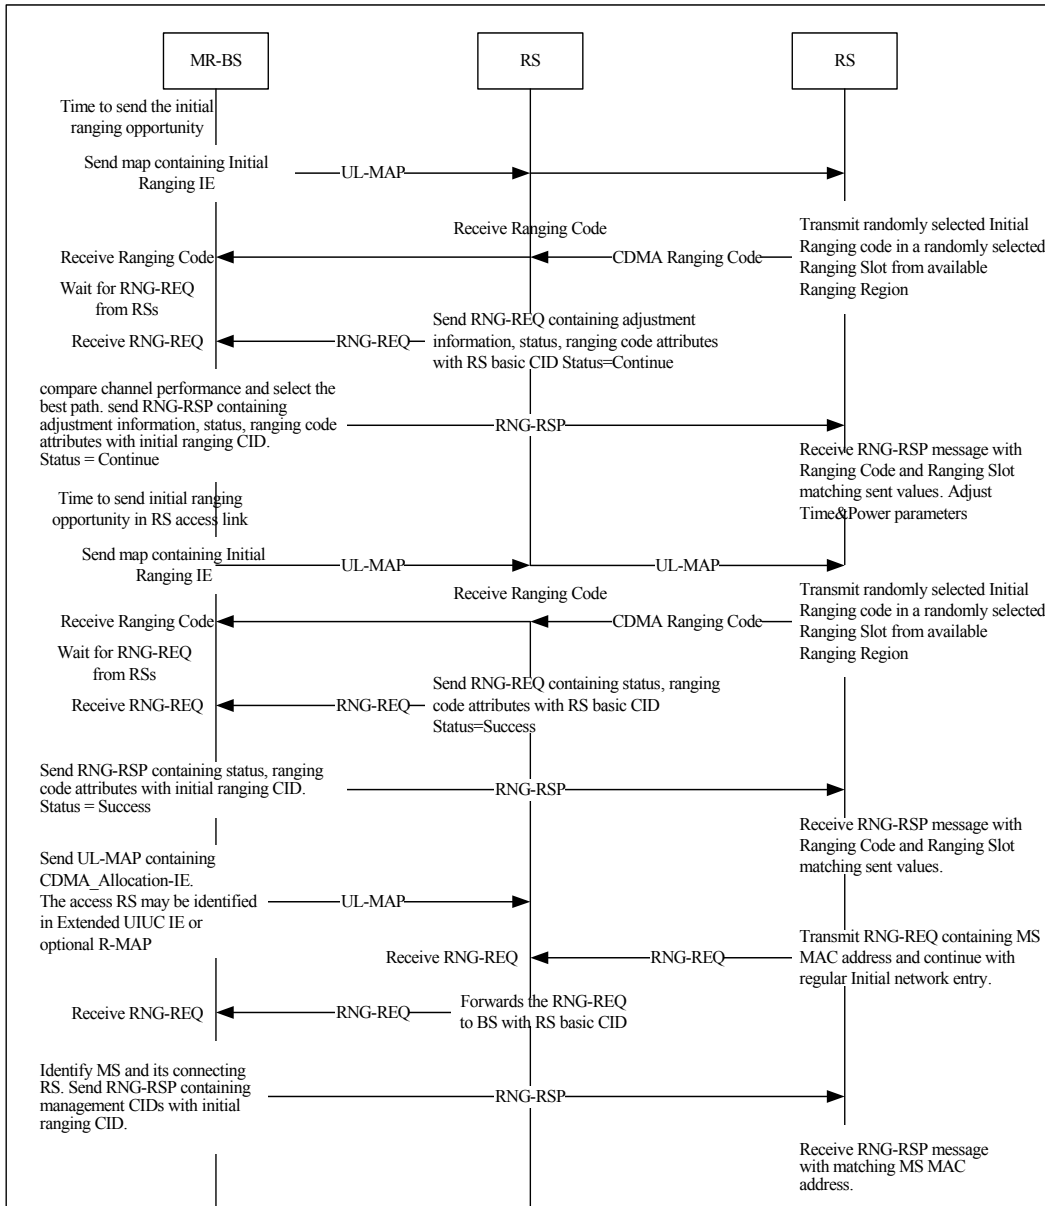 MR-BS
RS
RS
Time to send the initial
ranging opportunity
Send map containing Initial
Ranging IE
UL-MAP
Receive Ranging Code
Transmit randomly selected Initial
Ranging code in a randomly selected
Ranging Slot from available
Ranging Region
Receive Ranging Code
CDMA Ranging Code
Wait for RNG-REQ
from RSs
Receive RNG-REQ
RNG-REQ
Send RNG-REQ containing adjustment
information, status, ranging code attributes
with RS basic CID Status=Continue
compare channel performance and select the
best path. send RNG-RSP containing
adjustment information, status, ranging code
attributes with initial ranging CID.
Status = Continue
RNG-RSP
Receive RNG-RSP message with
Ranging Code and Ranging Slot
matching sent values. Adjust
Time&Power parameters
Time to send initial ranging
opportunity in RS access link
Send map containing Initial
Ranging IE
UL-MAP
UL-MAP
Receive Ranging Code
Transmit randomly selected Initial
Ranging code in a randomly selected
Ranging Slot from available
Ranging Region
Receive Ranging Code
CDMA Ranging Code
Wait for RNG-REQ
from RSs
Receive RNG-REQ
RNG-REQ
Send RNG-REQ containing status, ranging
code attributes with RS basic CID
Status=Success
Send RNG-RSP containing status, ranging
code attributes with initial ranging CID.
Status = Success
RNG-RSP
Receive RNG-RSP message with
Ranging Code and Ranging Slot
matching sent values.
Send UL-MAP containing
CDMA_Allocation-IE.
The access RS may be identified
in Extended UIUC IE or
optional R-MAP
UL-MAP
Transmit RNG-REQ containing MS
MAC address and continue with
regular Initial network entry.
Receive RNG-REQ
RNG-REQ
Receive RNG-REQ
RNG-REQ
Forwards the RNG-REQ
to BS with RS basic CID
Identify MS and its connecting
RS. Send RNG-RSP containing
management CIDs with initial
ranging CID.
RNG-RSP
Receive RNG-RSP message
with matching MS MAC
address.